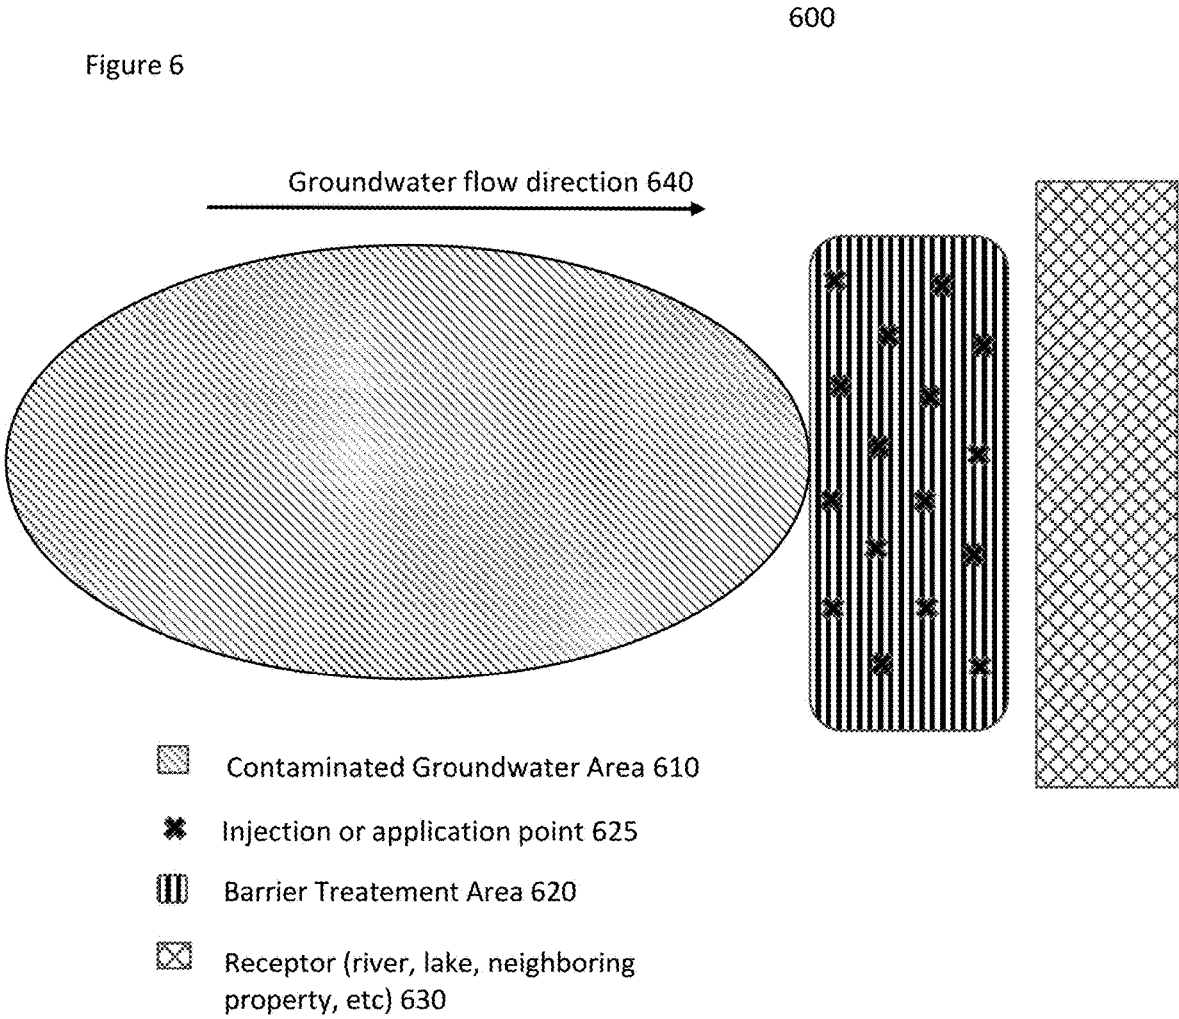 600
Figure 6
Groundwater flow direction 640
Contaminated Groundwater Area 610
Injection or application point 625
Barrier Treatement Area 620
Receptor (river, lake, neighboring
property, etc) 630